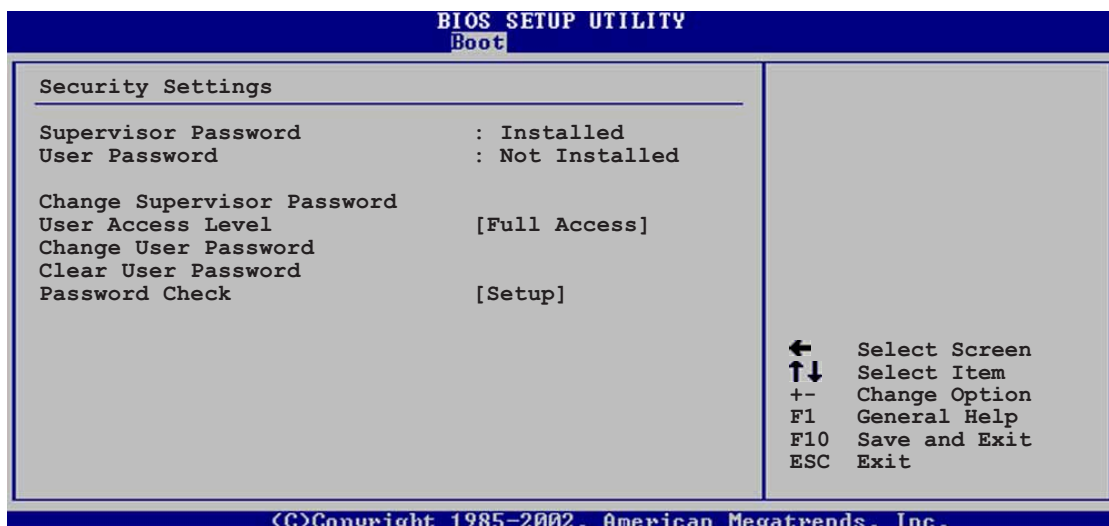 BIOS SETUP UTILITY
Boot
Security Settings
Supervisor Password : Installed
User Password : Not Installed
Change Supervisor Password
User Access Level [Full Access]
Change User Password
Clear User Password
Password Check [Setup]
← Select Screen
↑↓ Select Item
+- Change Option
F1 General Help
F10 Save and Exit
ESC Exit
(C)Copyright 1985-2002, American Megatrends, Inc.